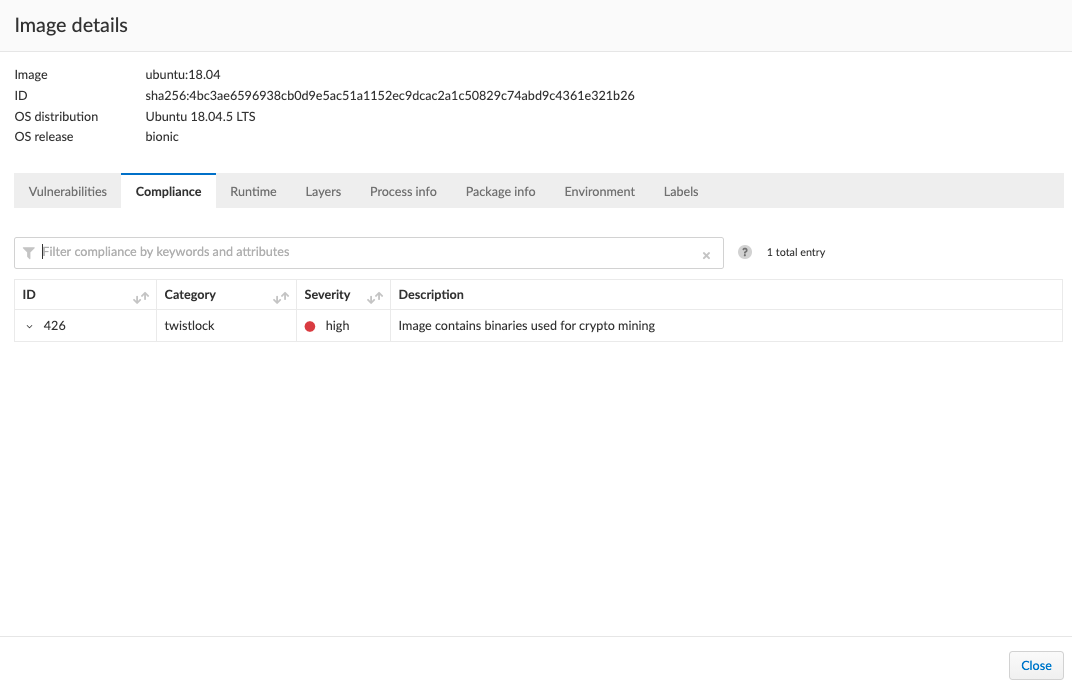 Image details
Image ubuntu:18.04
ID sha256:4bc3ae6596938cb0d9e5ac51a1152ec9dcac2a1c50829c74abd9c4361e321b26
OS distribution Ubuntu 18.04.5 LTS
OS release bionic
Vulnerabilities Compliance Runtime Layers Process info Package info Environment Labels
Filter compliance by keywords and attributes × ? 1 total entry
ID Category Severity Description
426 twistlock high Image contains binaries used for crypto mining
Close